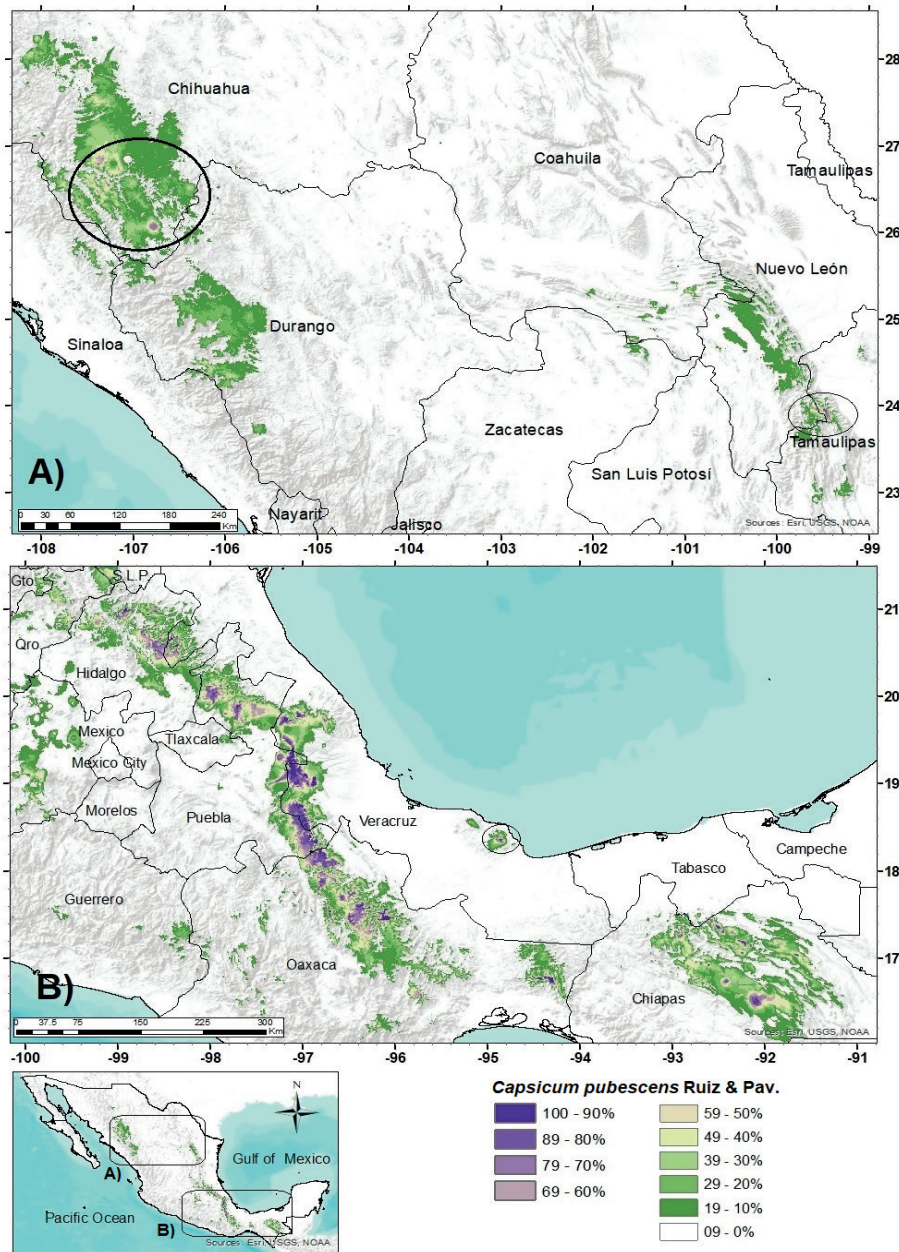 28
Chihuahua
27
Coahuila
Tamaulipas
26
Nuevo León
25
Durango
Sinaloa
24
Zacatecas
Tamaulipas
A)
San Luis Potosí
23
Nayarit
Jalisco
0 30 60 120 180 240
Km
Sources: Esri, USGS, NOAA
-108 -107 -106 -105 -104 -103 -102 -101 -100 -99
Gto
S.L.P.
21
Qro
Hidalgo
20
Mexico
Tlaxcala
Mexico City
19
Morelos
Puebla
Veracruz
Campeche
Tabasco
18
Guerrero
17
Oaxaca
Chiapas
B)
0 37.5 75 150 225 300
Km
Sources: Esri, USGS, NOAA
-100 -99 -98 -97 -96 -95 -94 -93 -92 -91
N
Gulf of Mexico
A)
Pacific Ocean
B)
Sources: Esri, USGS, NOAA
Capsicum pubescens Ruiz & Pav.
100 - 90%
89 - 80%
79 - 70%
69 - 60%
59 - 50%
49 - 40%
39 - 30%
29 - 20%
19 - 10%
09 - 0%